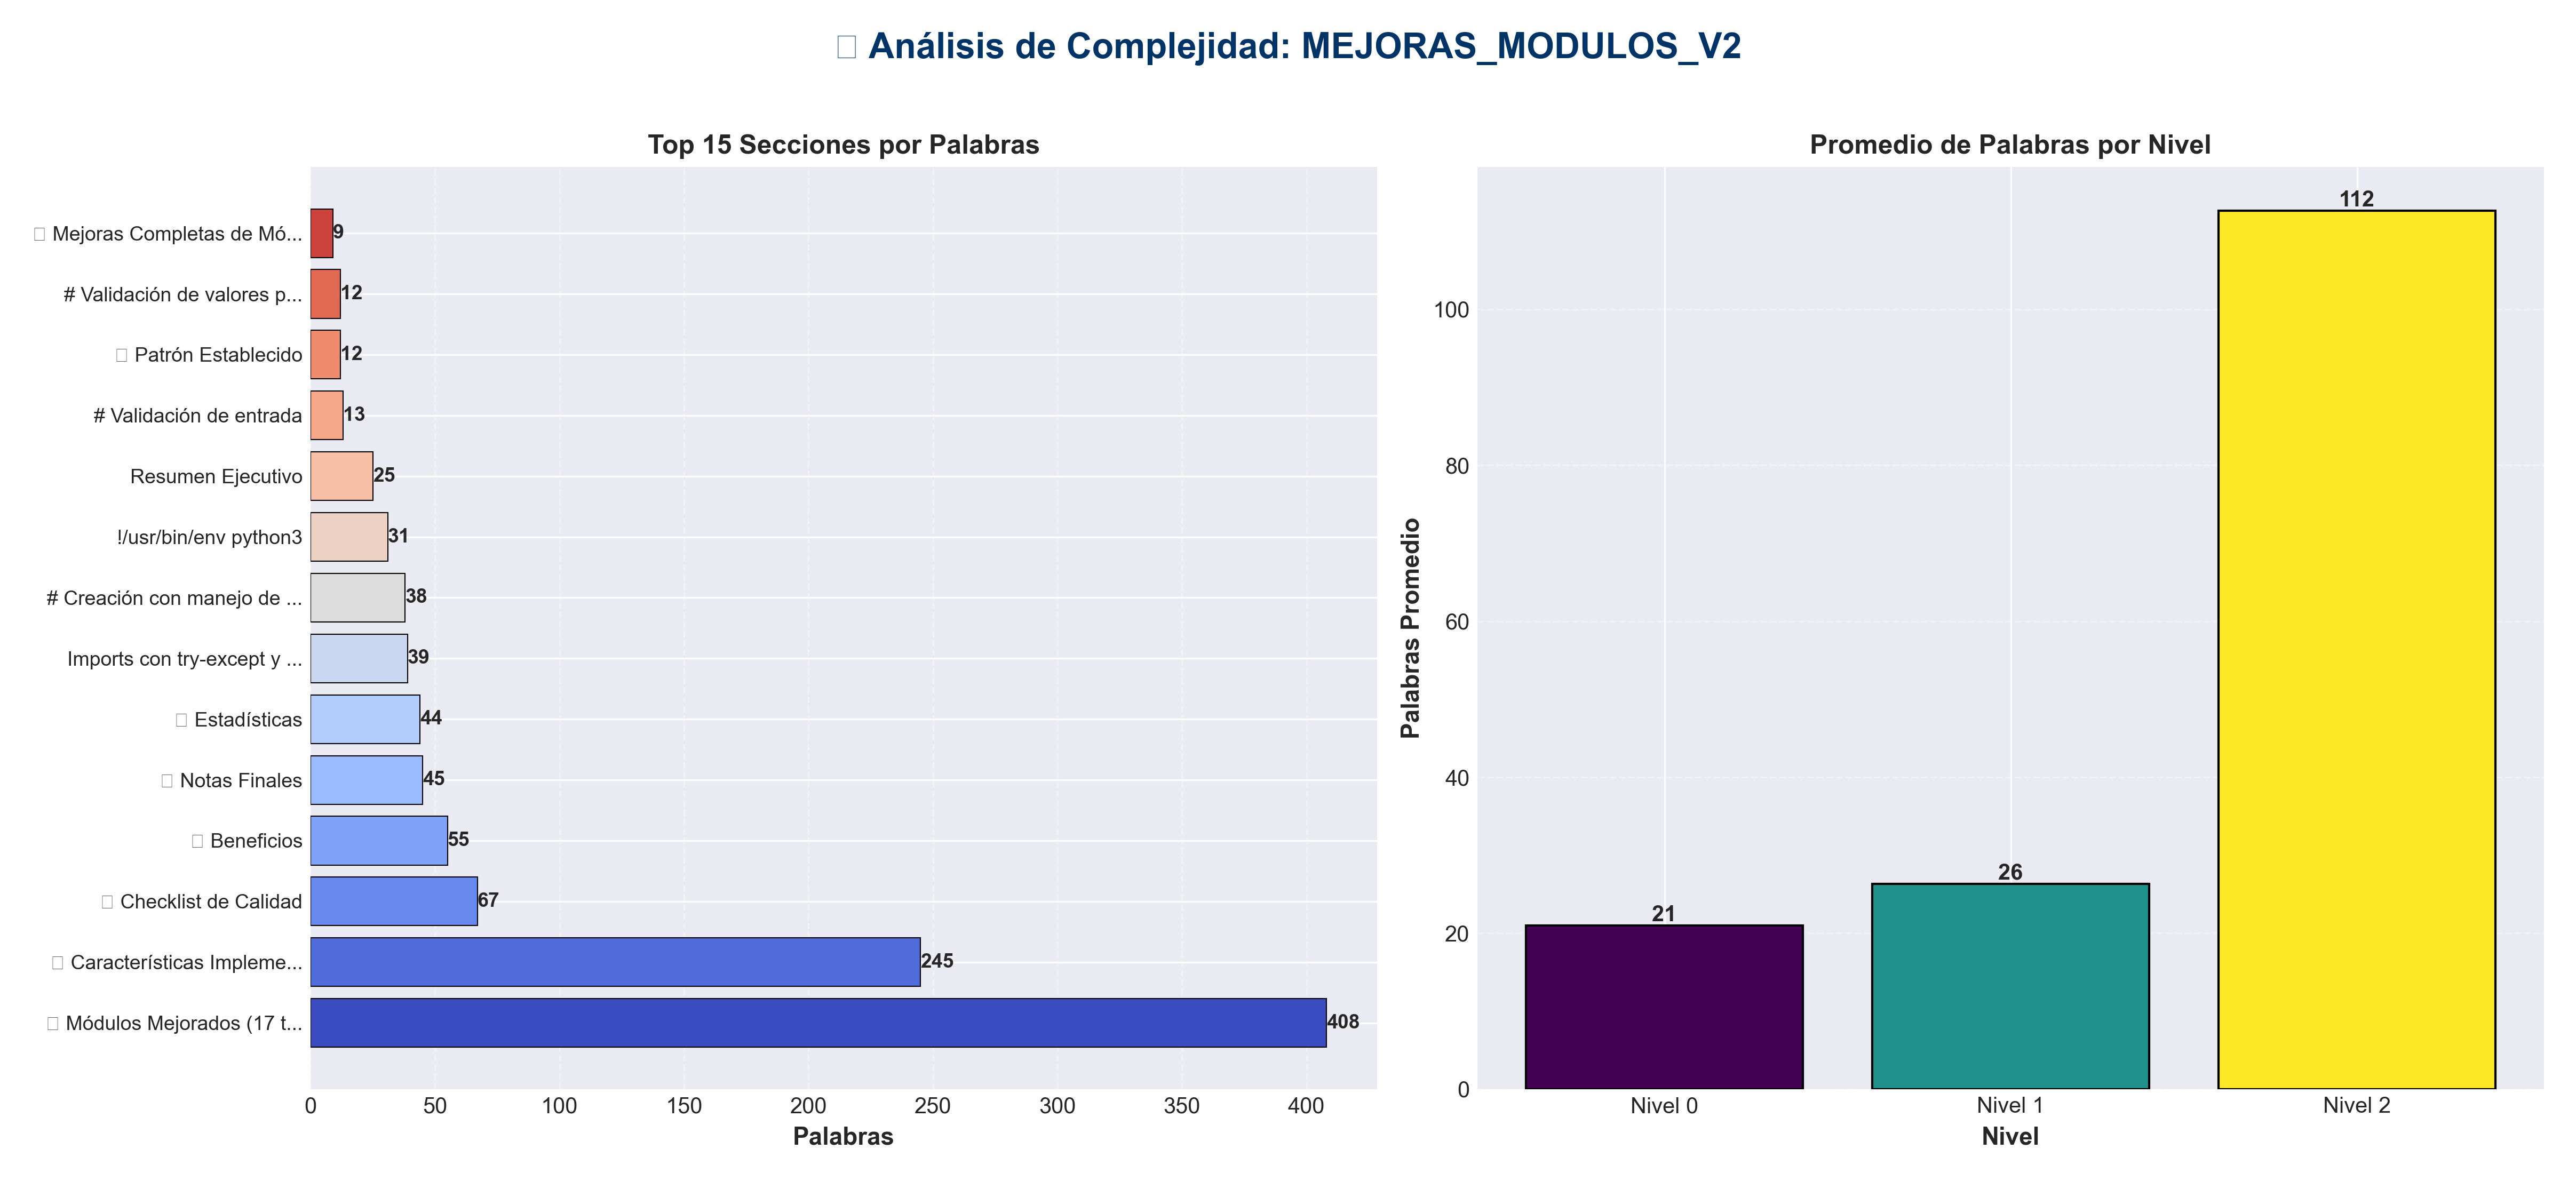 Análisis de Complejidad: MEJORAS_MODULOS_V2
Top 15 Secciones por Palabras
Mejoras Completas de Mó... 9
# Validación de valores p... 12
Patrón Establecido 12
# Validación de entrada 13
Resumen Ejecutivo 25
!/usr/bin/env python3 31
# Creación con manejo de ... 38
Imports con try-except y ... 39
Estadísticas 44
Notas Finales 45
Beneficios 55
Checklist de Calidad 67
Características Impleme... 245
Módulos Mejorados (17 t... 408
0 50 100 150 200 250 300 350 400
Palabras
Promedio de Palabras por Nivel
Palabras Promedio
100
80
60
40
20
0
21
26
112
Nivel 0 Nivel 1 Nivel 2
Nivel